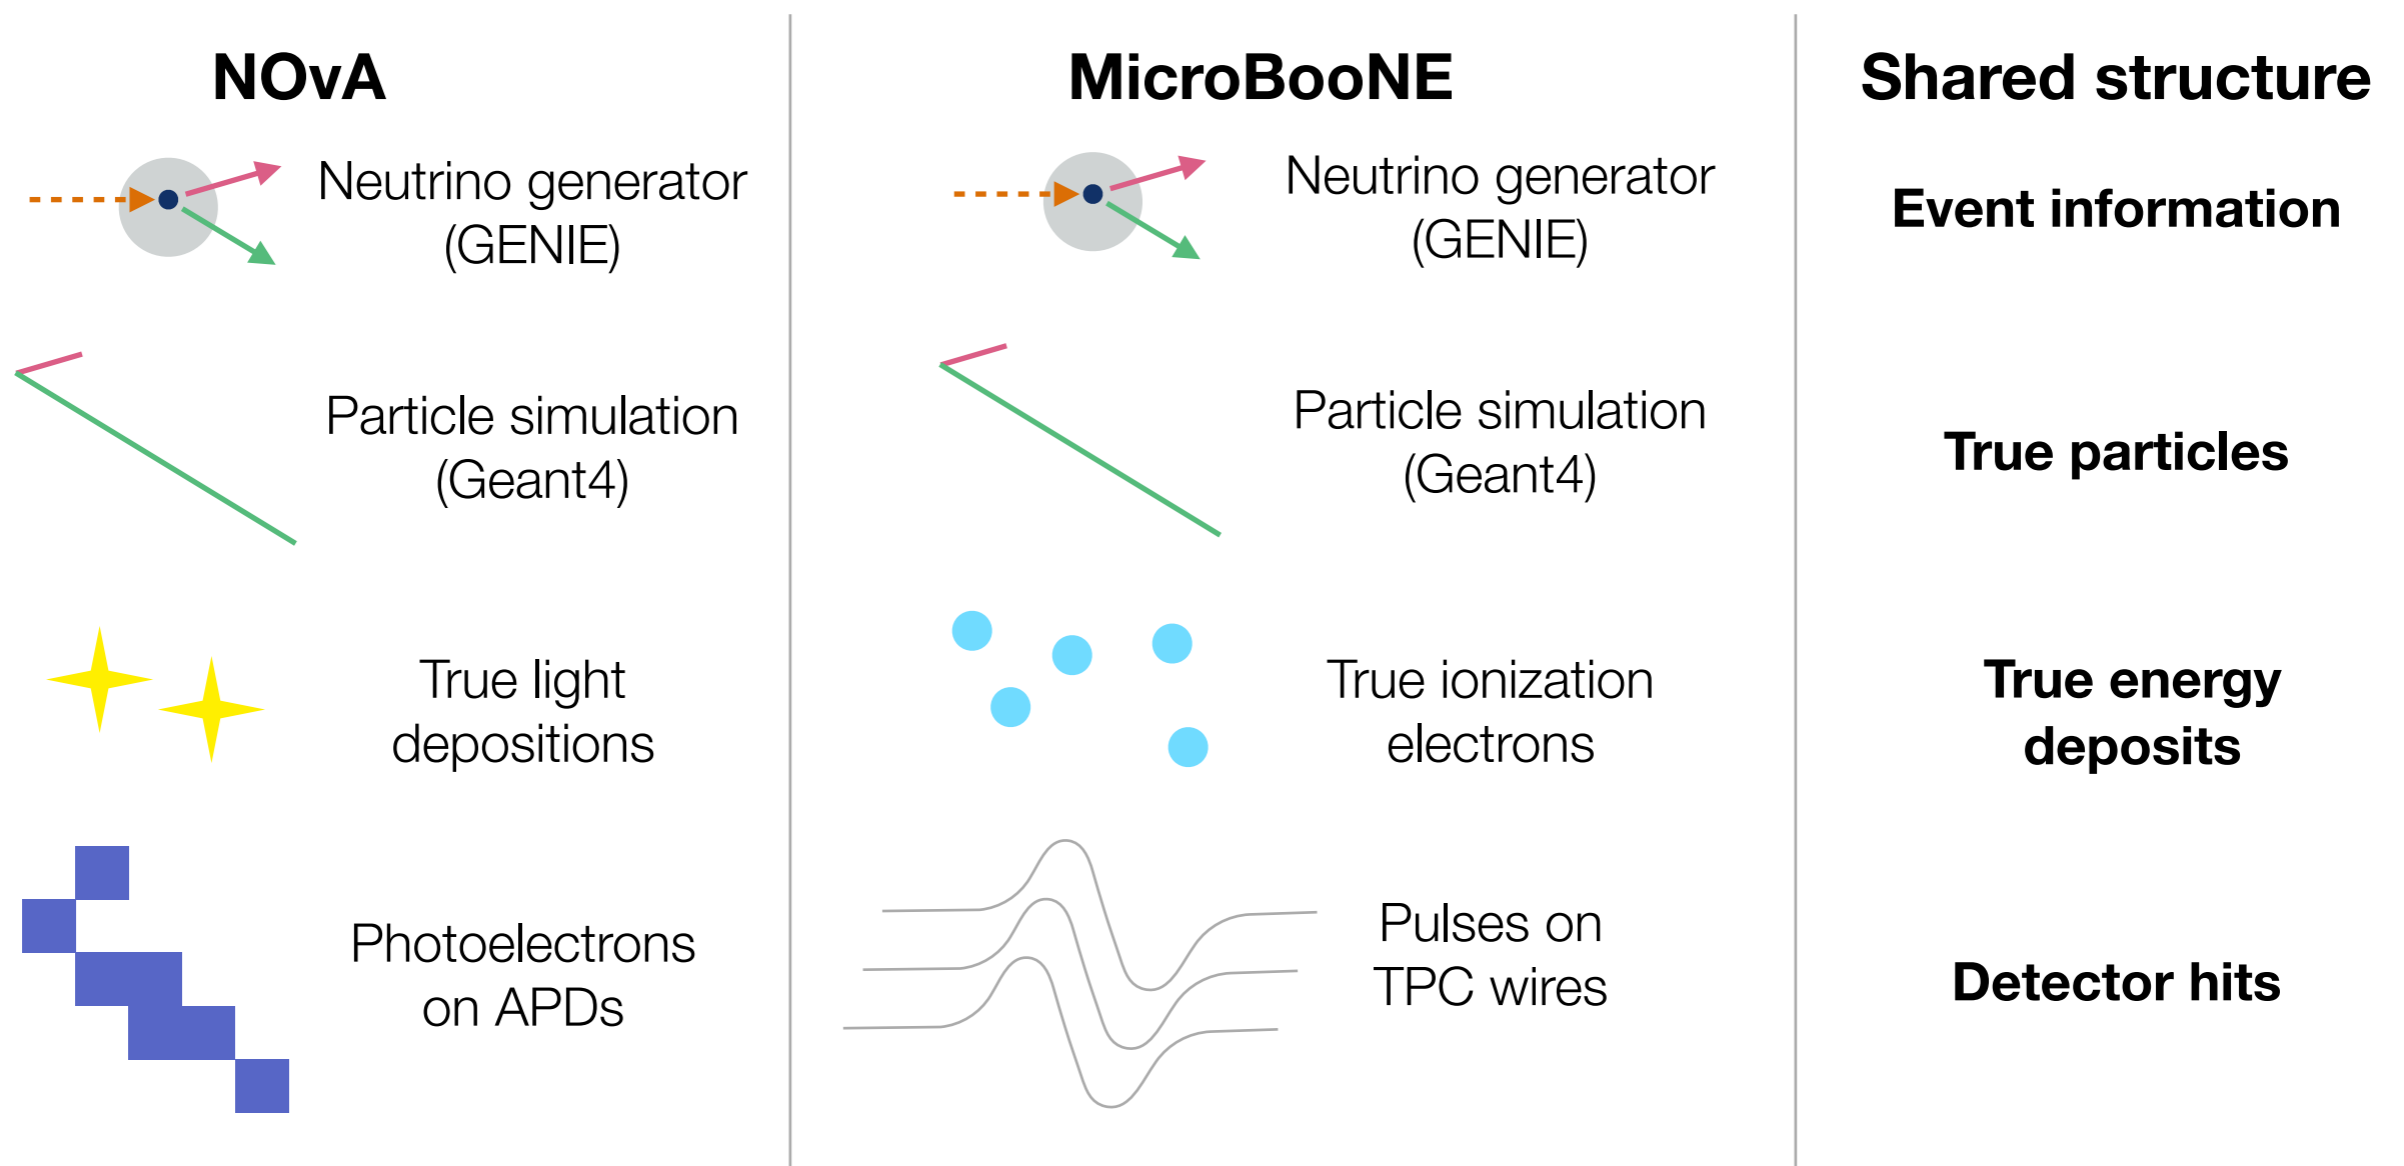 NOvA
Neutrino generator
(GENIE)
Particle simulation
(Geant4)
True light
depositions
Photoelectrons
on APDs
MicroBooNE
Neutrino generator
(GENIE)
Particle simulation
(Geant4)
True ionization
electrons
Pulses on
TPC wires
Shared structure
Event information
True particles
True energy
deposits
Detector hits